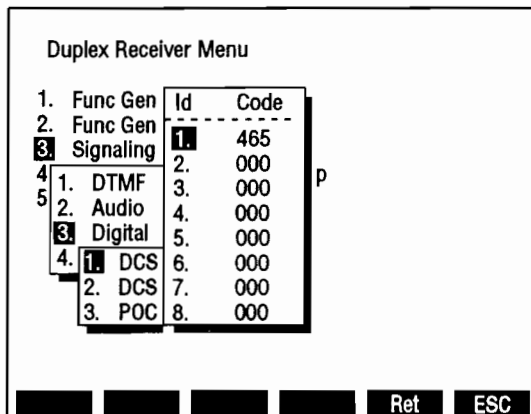 Duplex Receiver Menu
1. Func Gen
2. Func Gen
3. Signaling
4
5
p
1. DTMF
2. Audio
3. Digital
4.
1. DCS
2. DCS
3. POC
Id Code
1. 465
2. 000
3. 000
4. 000
5. 000
6. 000
7. 000
8. 000
Ret ESC